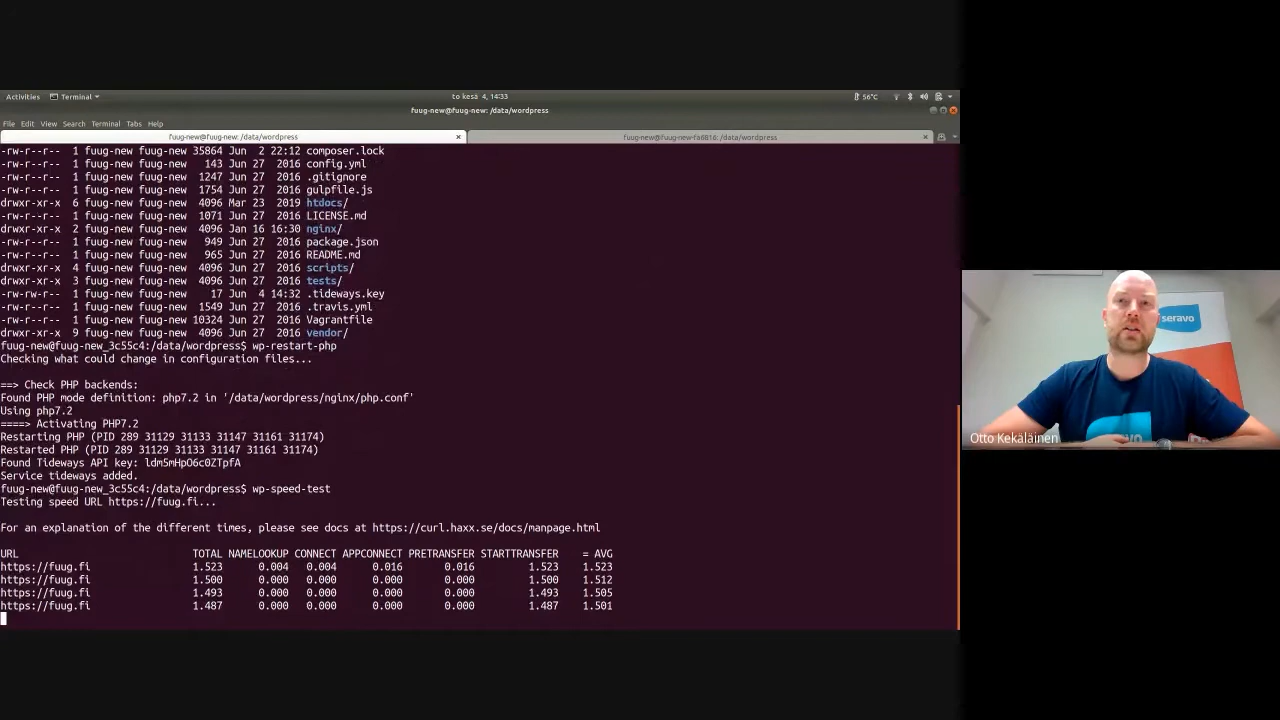 Activities Terminal to kesä 4, 14:33 56°C
fuug-new@fuug-new: /data/wordpress
File Edit View Search Terminal Tabs Help
fuug-new@fuug-new: /data/wordpress fuug-new@fuug-new-fa6816: /data/wordpress
-rw-r--r-- 1 fuug-new fuug-new 35864 Jun 2 22:12 composer.lock
-rw-r--r-- 1 fuug-new fuug-new 143 Jun 27 2016 config.yml
-rw-r--r-- 1 fuug-new fuug-new 1247 Jun 27 2016 .gitignore
-rw-r--r-- 1 fuug-new fuug-new 1754 Jun 27 2016 gulpfile.js
drwxr-xr-x 6 fuug-new fuug-new 4096 Mar 23 2019 htdocs/
-rw-r--r-- 1 fuug-new fuug-new 1071 Jun 27 2016 LICENSE.md
drwxr-xr-x 2 fuug-new fuug-new 4096 Jan 16 16:30 nginx/
-rw-r--r-- 1 fuug-new fuug-new 949 Jun 27 2016 package.json
-rw-r--r-- 1 fuug-new fuug-new 965 Jun 27 2016 README.md
drwxr-xr-x 4 fuug-new fuug-new 4096 Jun 27 2016 scripts/
drwxr-xr-x 3 fuug-new fuug-new 4096 Jun 27 2016 tests/
-rw-rw-r-- 1 fuug-new fuug-new 17 Jun 4 14:32 .tideways.key
-rw-r--r-- 1 fuug-new fuug-new 1549 Jun 27 2016 .travis.yml
-rw-r--r-- 1 fuug-new fuug-new 10324 Jun 27 2016 Vagrantfile
drwxr-xr-x 9 fuug-new fuug-new 4096 Jun 27 2016 vendor/
fuug-new@fuug-new_3c55c4:/data/wordpress$ wp-restart-php
Checking what could change in configuration files...
==> Check PHP backends:
Found PHP mode definition: php7.2 in '/data/wordpress/nginx/php.conf'
Using php7.2
====> Activating PHP7.2
Restarting PHP (PID 289 31129 31133 31147 31161 31174)
Restarted PHP (PID 289 31129 31133 31147 31161 31174)
Found Tideways API key: ldm5mHpO6c0ZTpfA
Service tideways added.
fuug-new@fuug-new_3c55c4:/data/wordpress$ wp-speed-test
Testing speed URL https://fuug.fi...
For an explanation of the different times, please see docs at https://curl.haxx.se/docs/manpage.html
URL TOTAL NAMELOOKUP CONNECT APPCONNECT PRETRANSFER STARTTRANSFER = AVG
https://fuug.fi 1.523 0.004 0.004 0.016 0.016 1.523 1.523
https://fuug.fi 1.500 0.000 0.000 0.000 0.000 1.500 1.512
https://fuug.fi 1.493 0.000 0.000 0.000 0.000 1.493 1.505
https://fuug.fi 1.487 0.000 0.000 0.000 0.000 1.487 1.501
seravo
Otto Kekäläinen